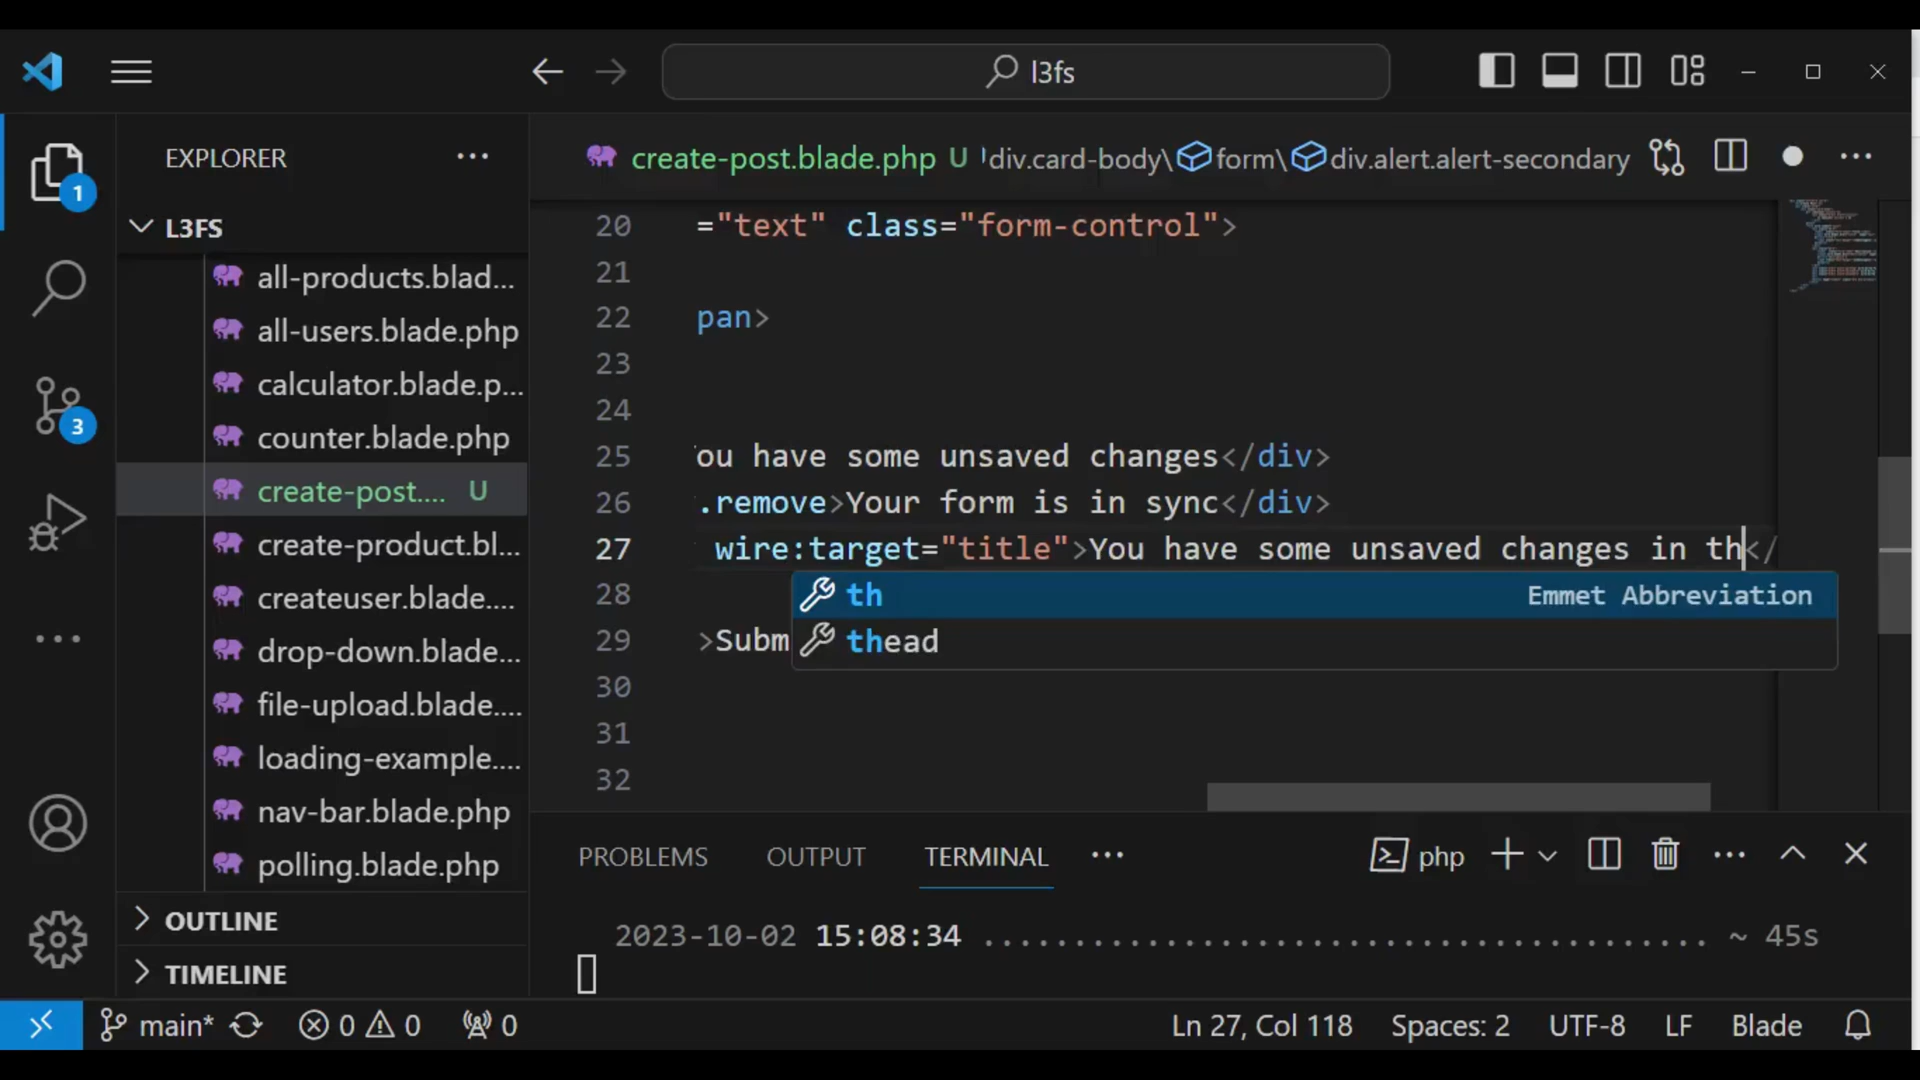 l3fs
EXPLORER
create-post.blade.php U div.card-body\form\div.alert.alert-secondary
1
L3FS
all-products.blad...
all-users.blade.php
calculator.blade.p...
counter.blade.php
create-post.... U
create-product.bl...
createuser.blade....
drop-down.blade...
file-upload.blade....
loading-example....
nav-bar.blade.php
polling.blade.php
3
OUTLINE
TIMELINE
20 ="text" class="form-control">
21
22 pan>
23
24
25 ou have some unsaved changes</div>
26 .remove>Your form is in sync</div>
27 wire:target="title">You have some unsaved changes in th</
28
th Emmet Abbreviation
29 >Subm
thead
30
31
32
PROBLEMS OUTPUT TERMINAL php
2023-10-02 15:08:34 ........................................ ~ 45s
main* 0 0 0 Ln 27, Col 118 Spaces: 2 UTF-8 LF Blade